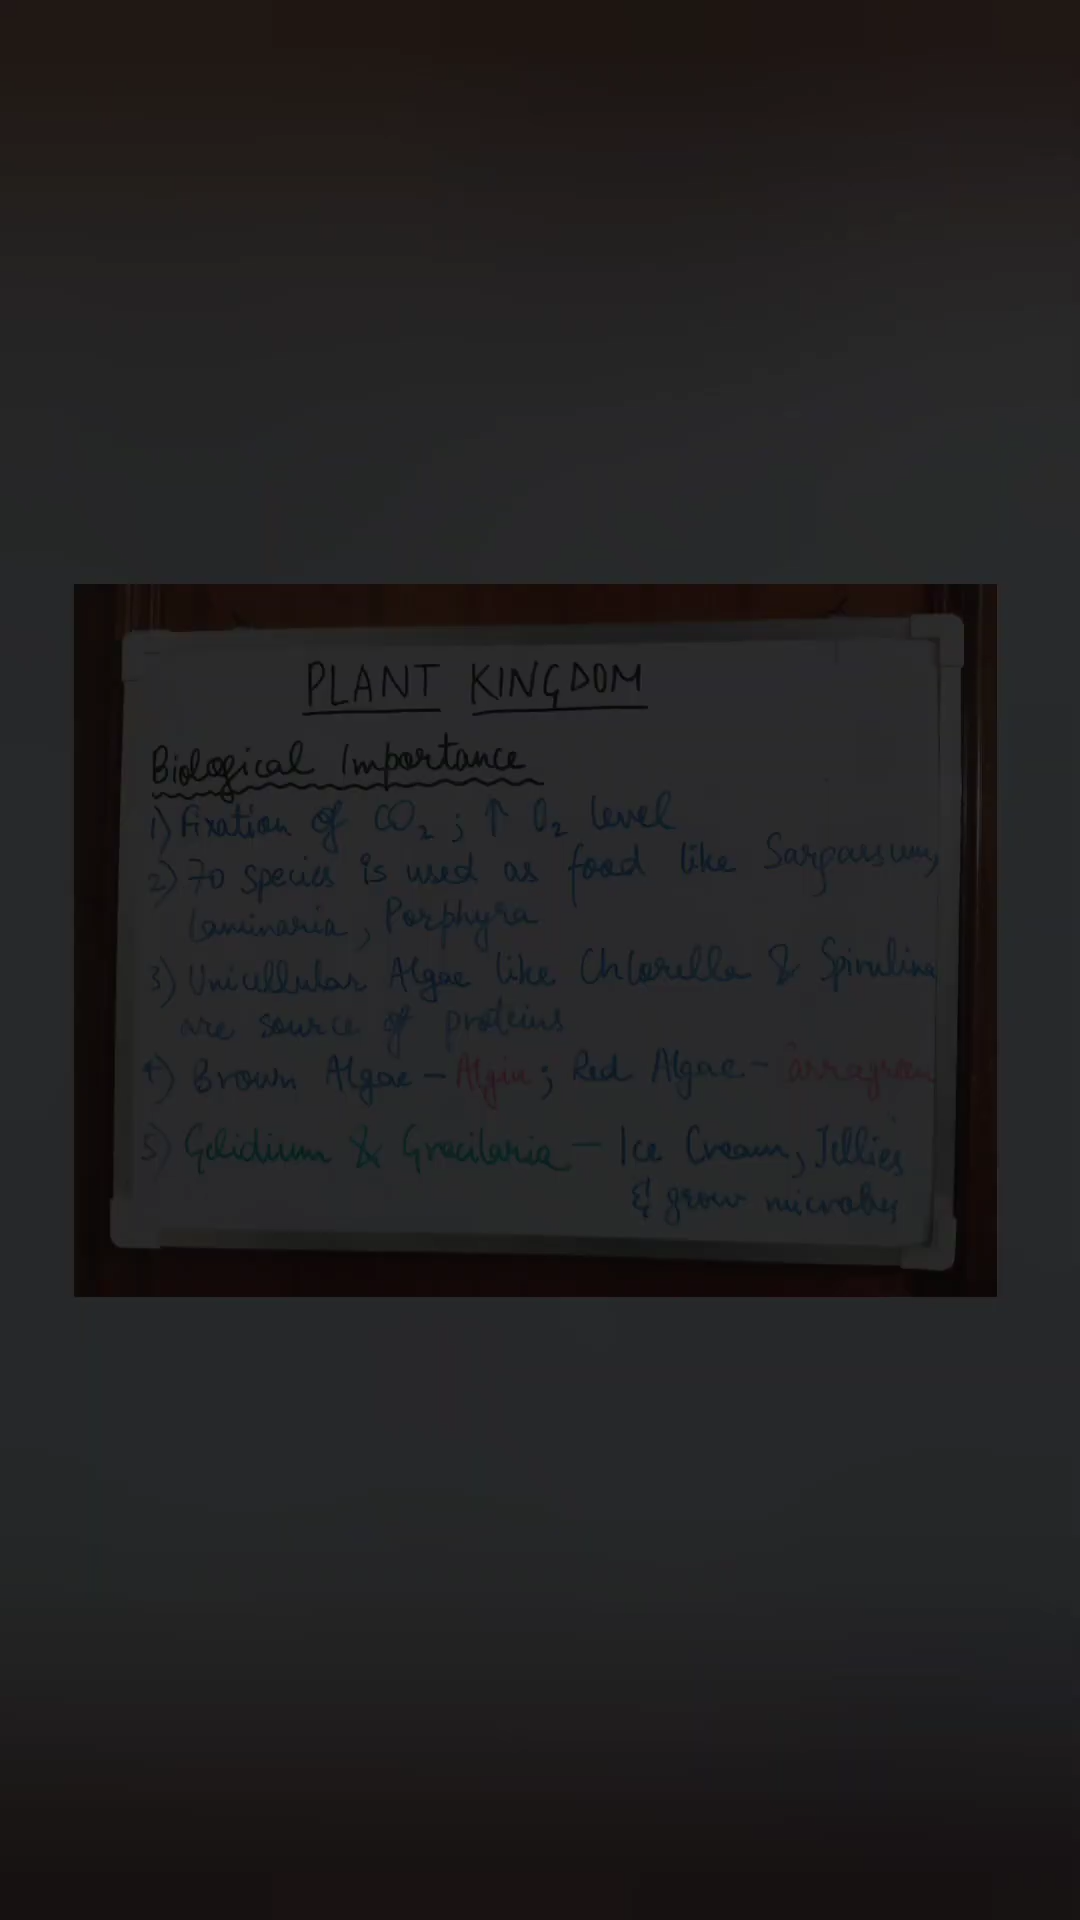 PLANT KINGDOM
Biological Importance
1) Fixation of CO2 ; ↑ O2 level
2) 70 species is used as food like Sargassum,
Laminaria, Porphyra
3) Unicellular Algae like Chlorella & Spirulina
are source of proteins
4) Brown Algae – Algin ; Red Algae –
5) Gelidium & Gracilaria – Ice Cream, Jellies
& grow microbes